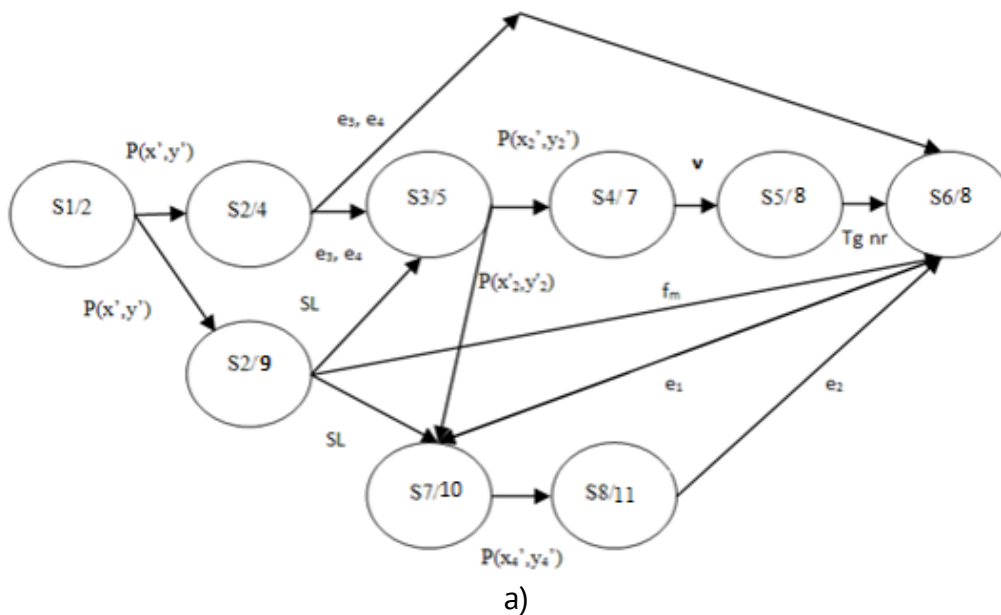 e₃, e₄
P(x',y')
P(x₂',y₂')
v
S1/2
S2/4
S3/5
S4/7
S5/8
S6/8
e₃, e₄
Tg nr
P(x'₂,y'₂)
P(x',y')
SL
fₘ
S2/9
e₁
e₂
SL
S7/10
S8/11
P(x₄',y₄')
a)